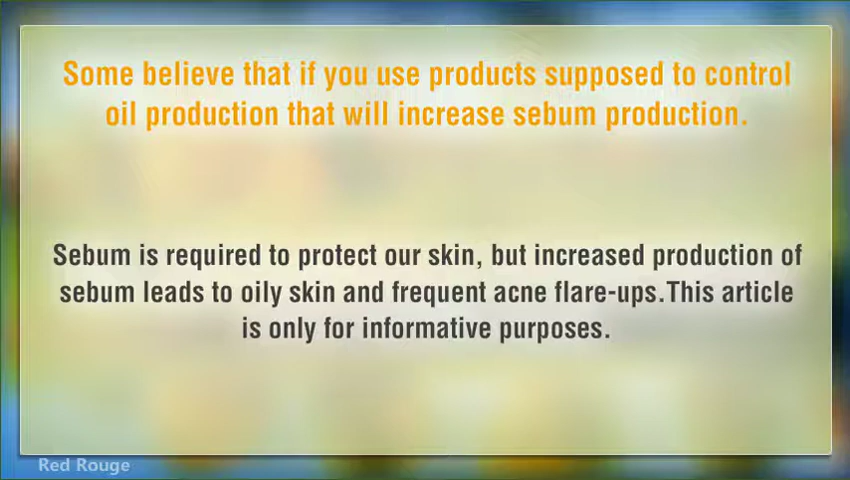 Some believe that if you use products supposed to control
oil production that will increase sebum production.
Sebum is required to protect our skin, but increased production of
sebum leads to oily skin and frequent acne flare-ups.This article
is only for informative purposes.
Red Rouge